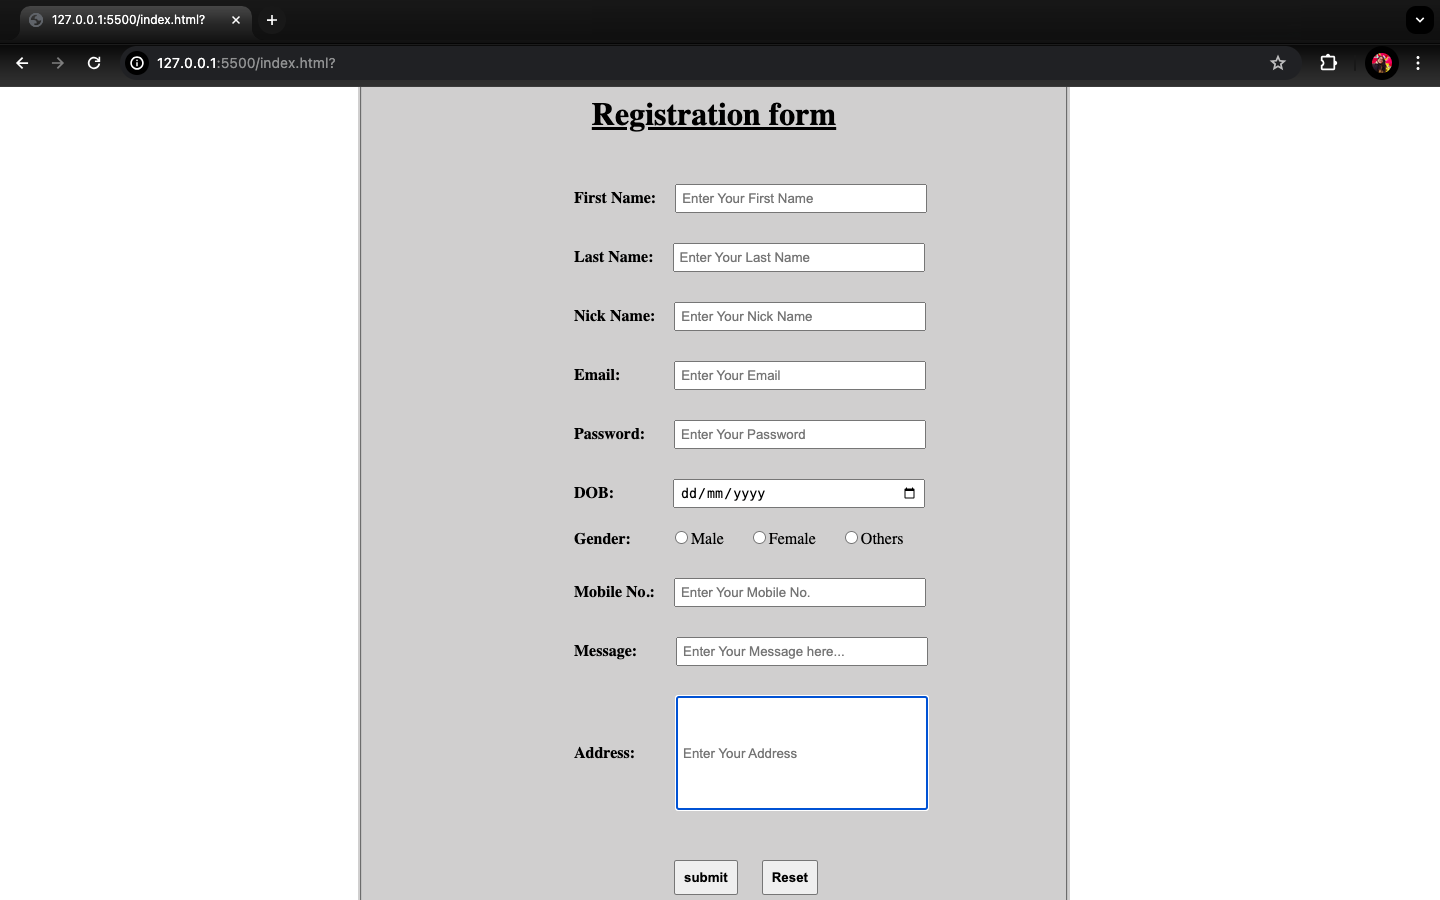 127.0.0.1:5500/index.html?
127.0.0.1:5500/index.html?
Registration form
First Name: Enter Your First Name
Last Name: Enter Your Last Name
Nick Name: Enter Your Nick Name
Email: Enter Your Email
Password: Enter Your Password
DOB: dd/mm/yyyy
Gender: Male Female Others
Mobile No.: Enter Your Mobile No.
Message: Enter Your Message here...
Address: Enter Your Address
submit Reset